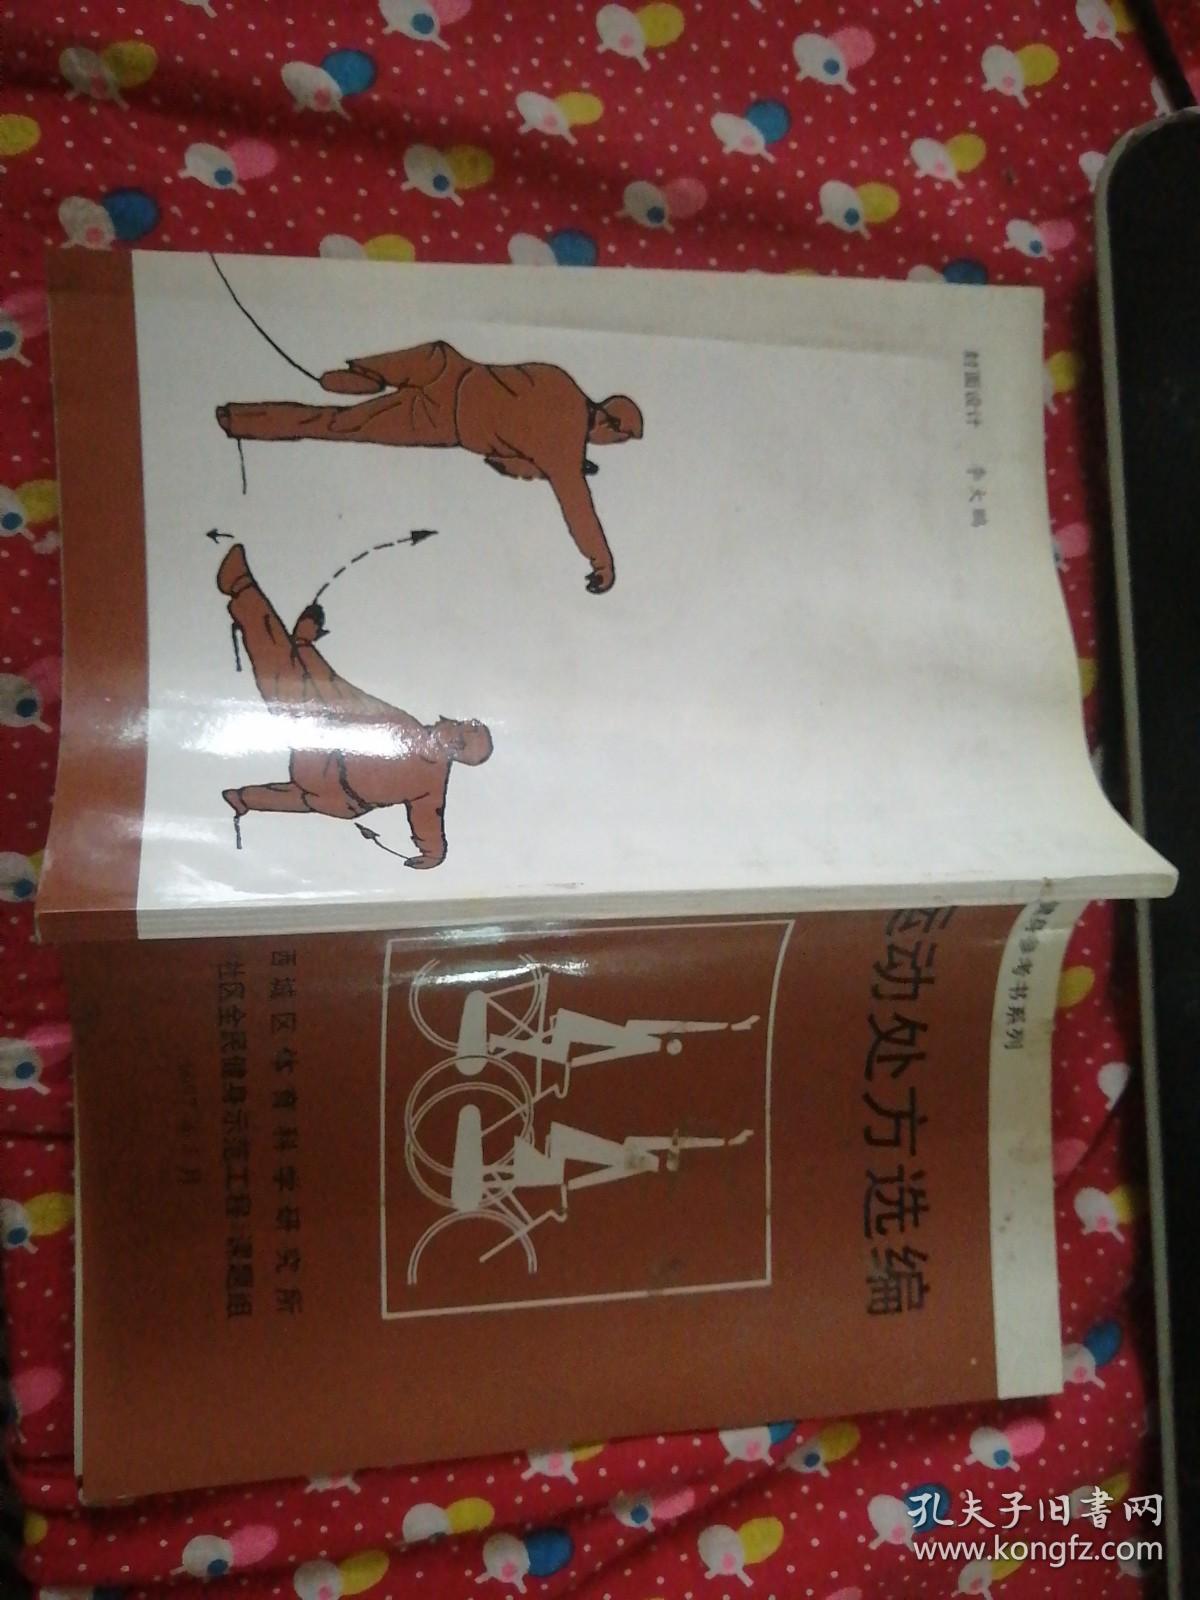 健身参考书系列
运动处方选编
西城区体育科学研究所
社区全民健身示范工程课题组
封面设计 李大鹏
孔夫子旧書网
www.kongfz.com